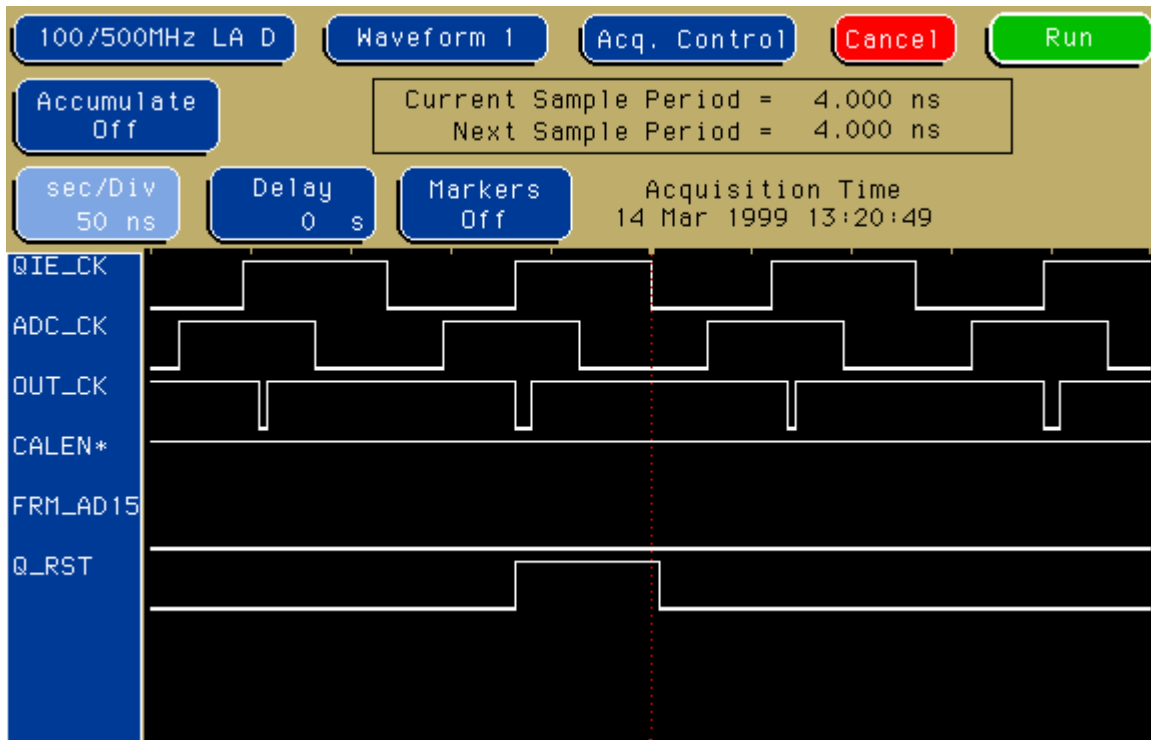 100/500MHz LA D
Waveform 1
Acq. Control
Cancel
Run
Accumulate
Off
Current Sample Period = 4.000 ns
Next Sample Period = 4.000 ns
sec/Div
50 ns
Delay
0 s
Markers
Off
Acquisition Time
14 Mar 1999 13:20:49
QIE_CK
ADC_CK
OUT_CK
CALEN*
FRM_AD15
Q_RST